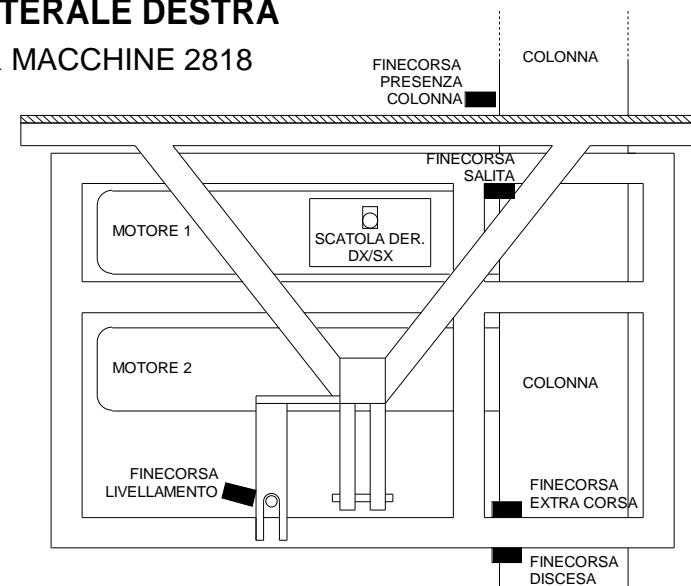 TERALE DESTRA
MACCHINE 2818
FINECORSA
PRESENZA
COLONNA
COLONNA
FINECORSA
SALITA
MOTORE 1
SCATOLA DER.
DX/SX
MOTORE 2
COLONNA
FINECORSA
LIVELLAMENTO
FINECORSA
EXTRA CORSA
FINECORSA
DISCESA